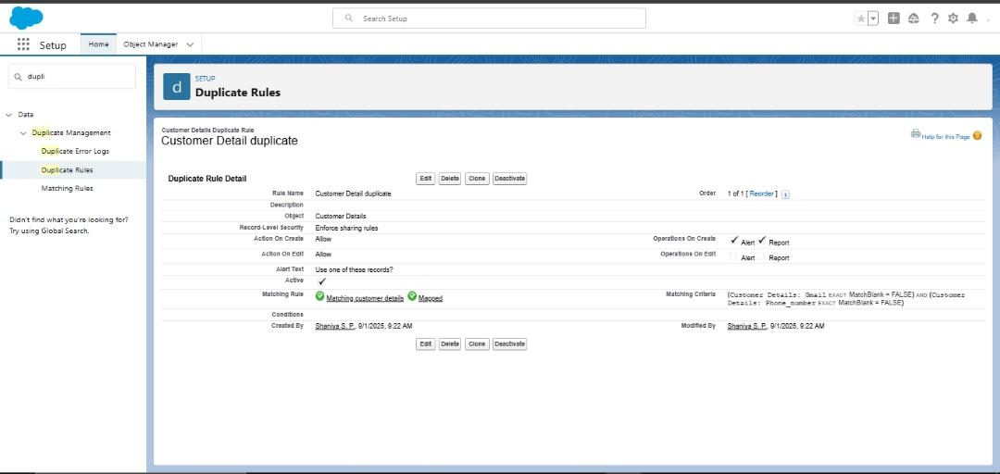 Search Setup
Setup
Home
Object Manager
dupli
Data
Duplicate Management
Duplicate Error Logs
Duplicate Rules
Matching Rules
Didn't find what you're looking for?
Try using Global Search.
d
SETUP
Duplicate Rules
Customer Details Duplicate Rule
Customer Detail duplicate
Help for this Page
Duplicate Rule Detail
Edit Delete Clone Deactivate
Rule Name Customer Detail duplicate Order 1 of 1 [ Reorder ] i
Description
Object Customer Details
Record-Level Security Enforce sharing rules
Action On Create Allow Operations On Create Alert Report
Action On Edit Allow Operations On Edit Alert Report
Alert Text Use one of these records?
Active
Matching Rule Matching customer details Mapped Matching Criteria (Customer Details: Gmail EXACT MatchBlank = FALSE) AND (Customer
Details: Phone_number EXACT MatchBlank = FALSE)
Conditions
Created By Shaniya S. P., 9/1/2025, 9:22 AM Modified By Shaniya S. P., 9/1/2025, 9:22 AM
Edit Delete Clone Deactivate